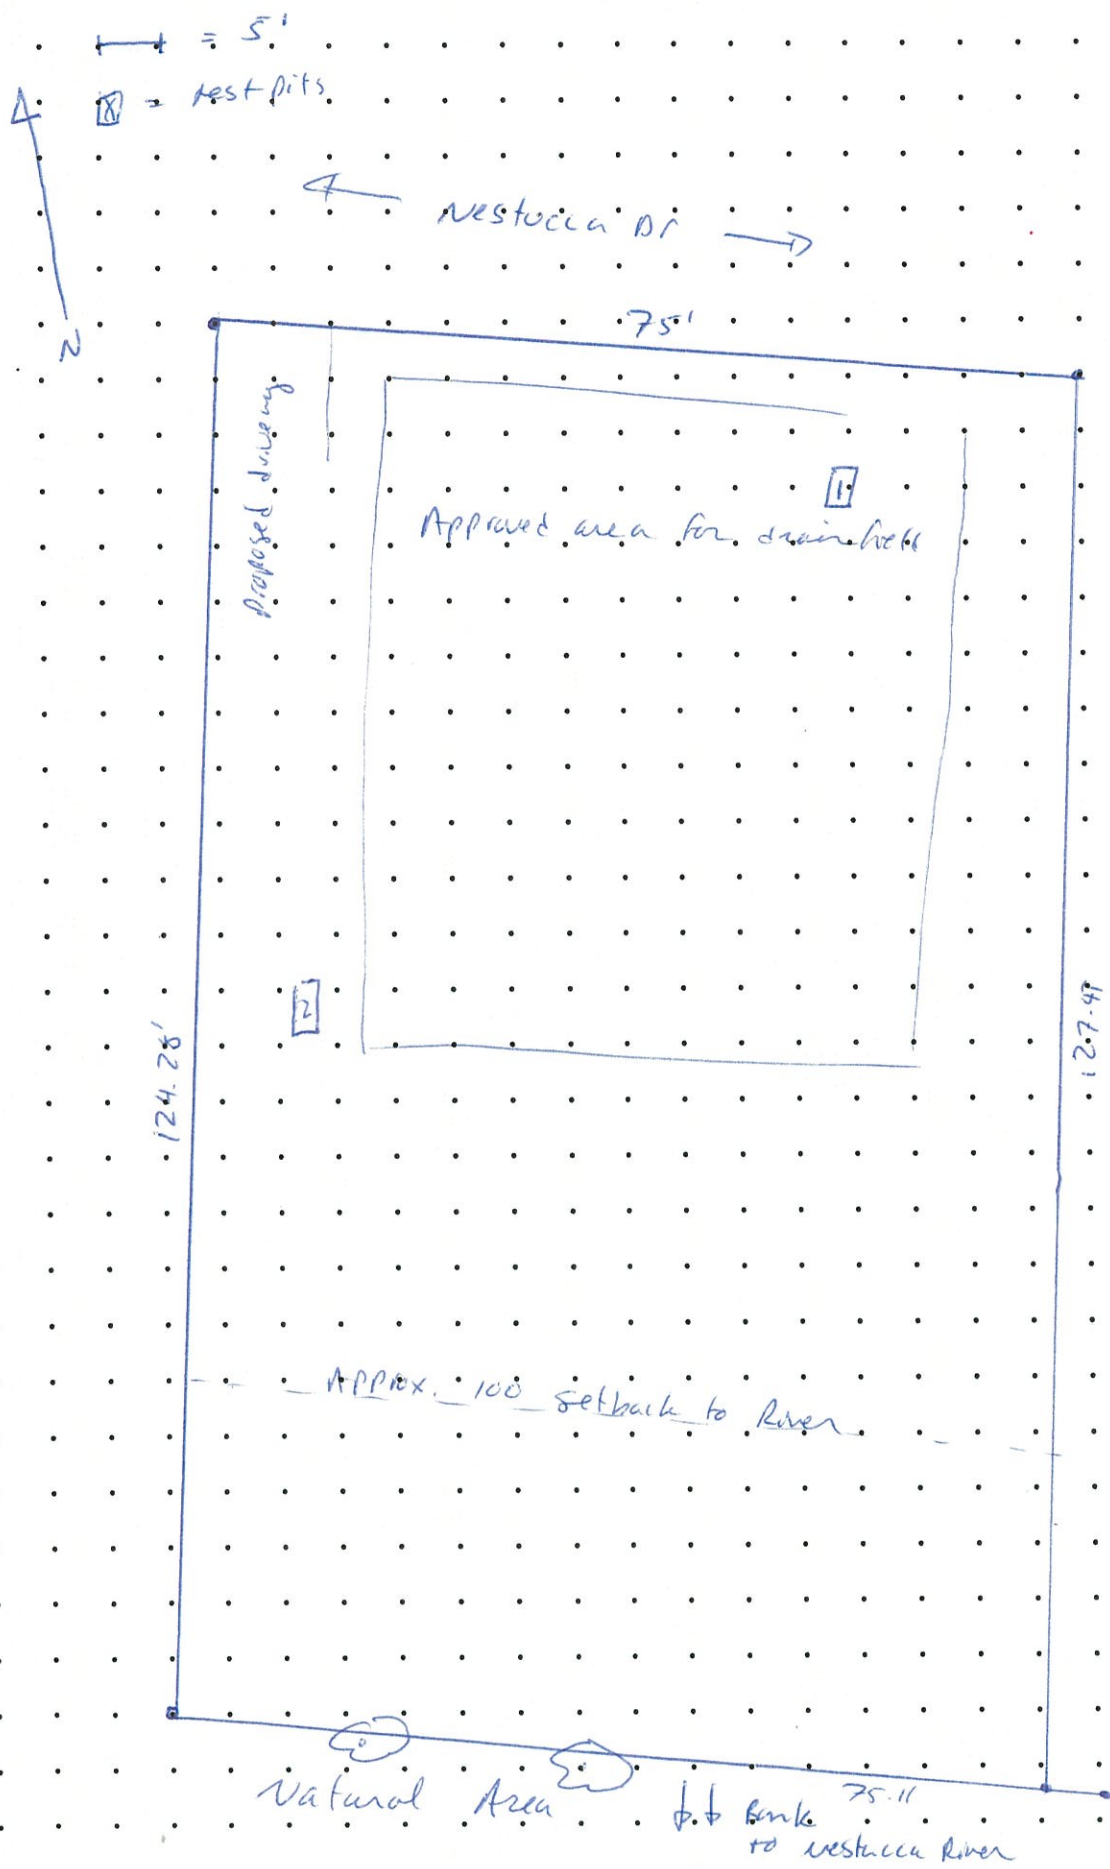 = 5'
X = test pits
N
Nestucca Dr
75'
Proposed driveway
1
Approved area for drainfield
2
124.28'
127.47
Approx. 100 setback to River
Natural Area
75.11
Bank
to Nestucca River